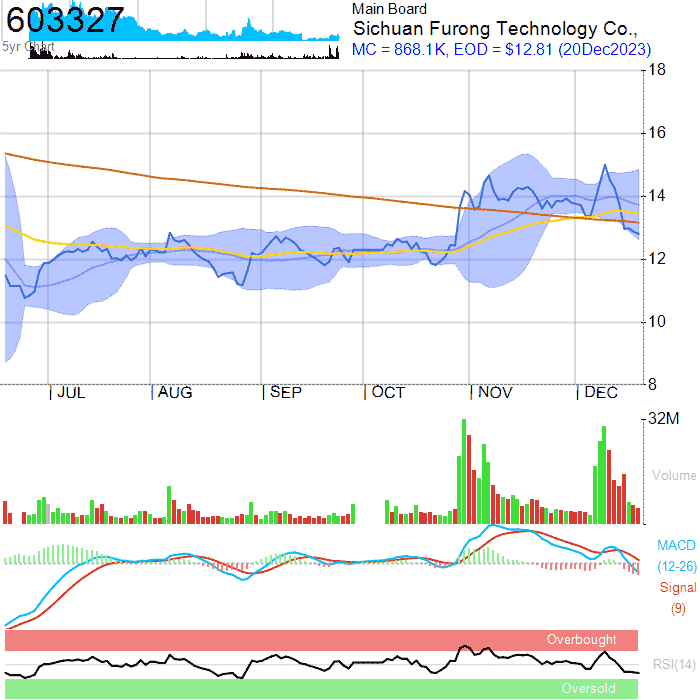 603327
5yr Chart
Main Board
Sichuan Furong Technology Co.,
MC = 868.1K, EOD = $12.81 (20Dec2023)
18
16
14
12
10
8
JUL AUG SEP OCT NOV DEC
32M
Volume
MACD
(12-26)
Signal
(9)
Overbought
RSI(14)
Oversold